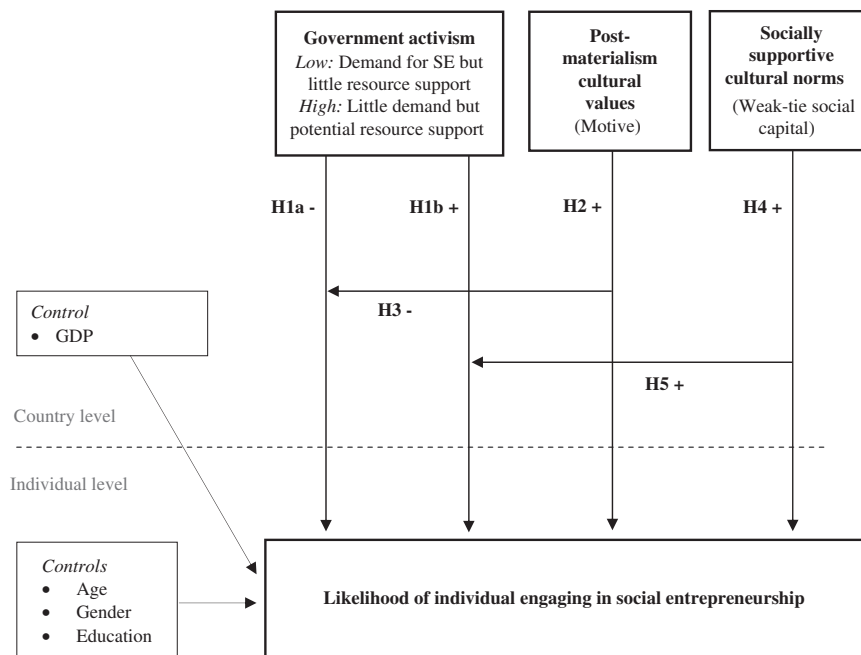 Government activism
Low: Demand for SE but
little resource support
High: Little demand but
potential resource support
Post-
materialism
cultural
values
(Motive)
Socially
supportive
cultural norms
(Weak-tie social
capital)
H1a -
H1b +
H2 +
H4 +
H3 -
H5 +
Control
• GDP
Country level
Individual level
Controls
• Age
• Gender
• Education
Likelihood of individual engaging in social entrepreneurship